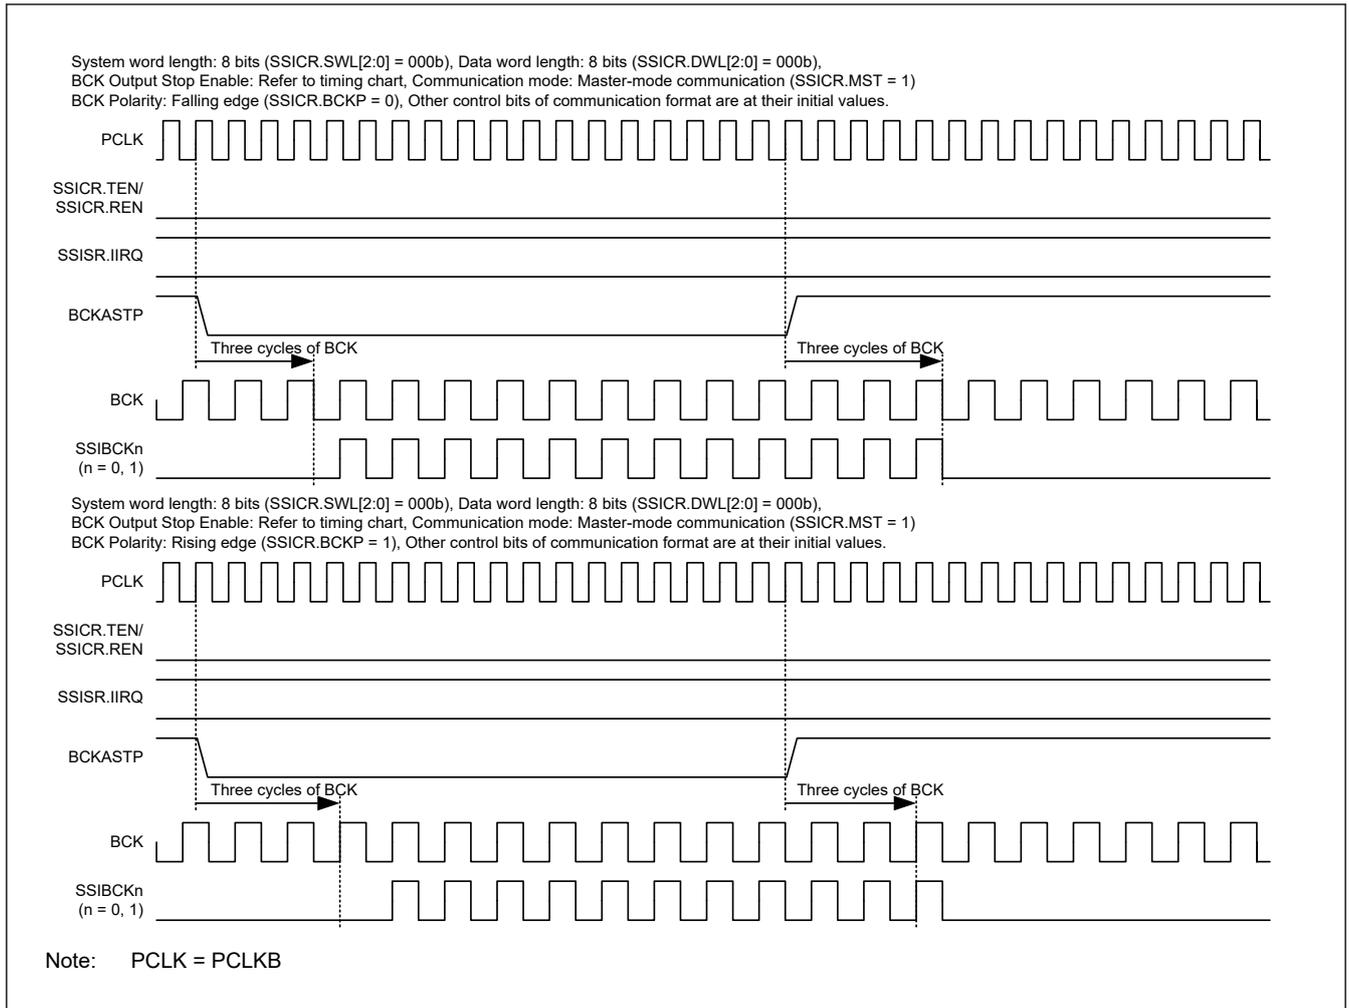 System word length: 8 bits (SSICR.SWL[2:0] = 000b), Data word length: 8 bits (SSICR.DWL[2:0] = 000b),
BCK Output Stop Enable: Refer to timing chart, Communication mode: Master-mode communication (SSICR.MST = 1)
BCK Polarity: Falling edge (SSICR.BCKP = 0), Other control bits of communication format are at their initial values.
PCLK
SSICR.TEN/
SSICR.REN
SSISR.IIRQ
BCKASTP
Three cycles of BCK
Three cycles of BCK
BCK
SSIBCKn
(n = 0, 1)
System word length: 8 bits (SSICR.SWL[2:0] = 000b), Data word length: 8 bits (SSICR.DWL[2:0] = 000b),
BCK Output Stop Enable: Refer to timing chart, Communication mode: Master-mode communication (SSICR.MST = 1)
BCK Polarity: Rising edge (SSICR.BCKP = 1), Other control bits of communication format are at their initial values.
PCLK
SSICR.TEN/
SSICR.REN
SSISR.IIRQ
BCKASTP
Three cycles of BCK
Three cycles of BCK
BCK
SSIBCKn
(n = 0, 1)
Note: PCLK = PCLKB